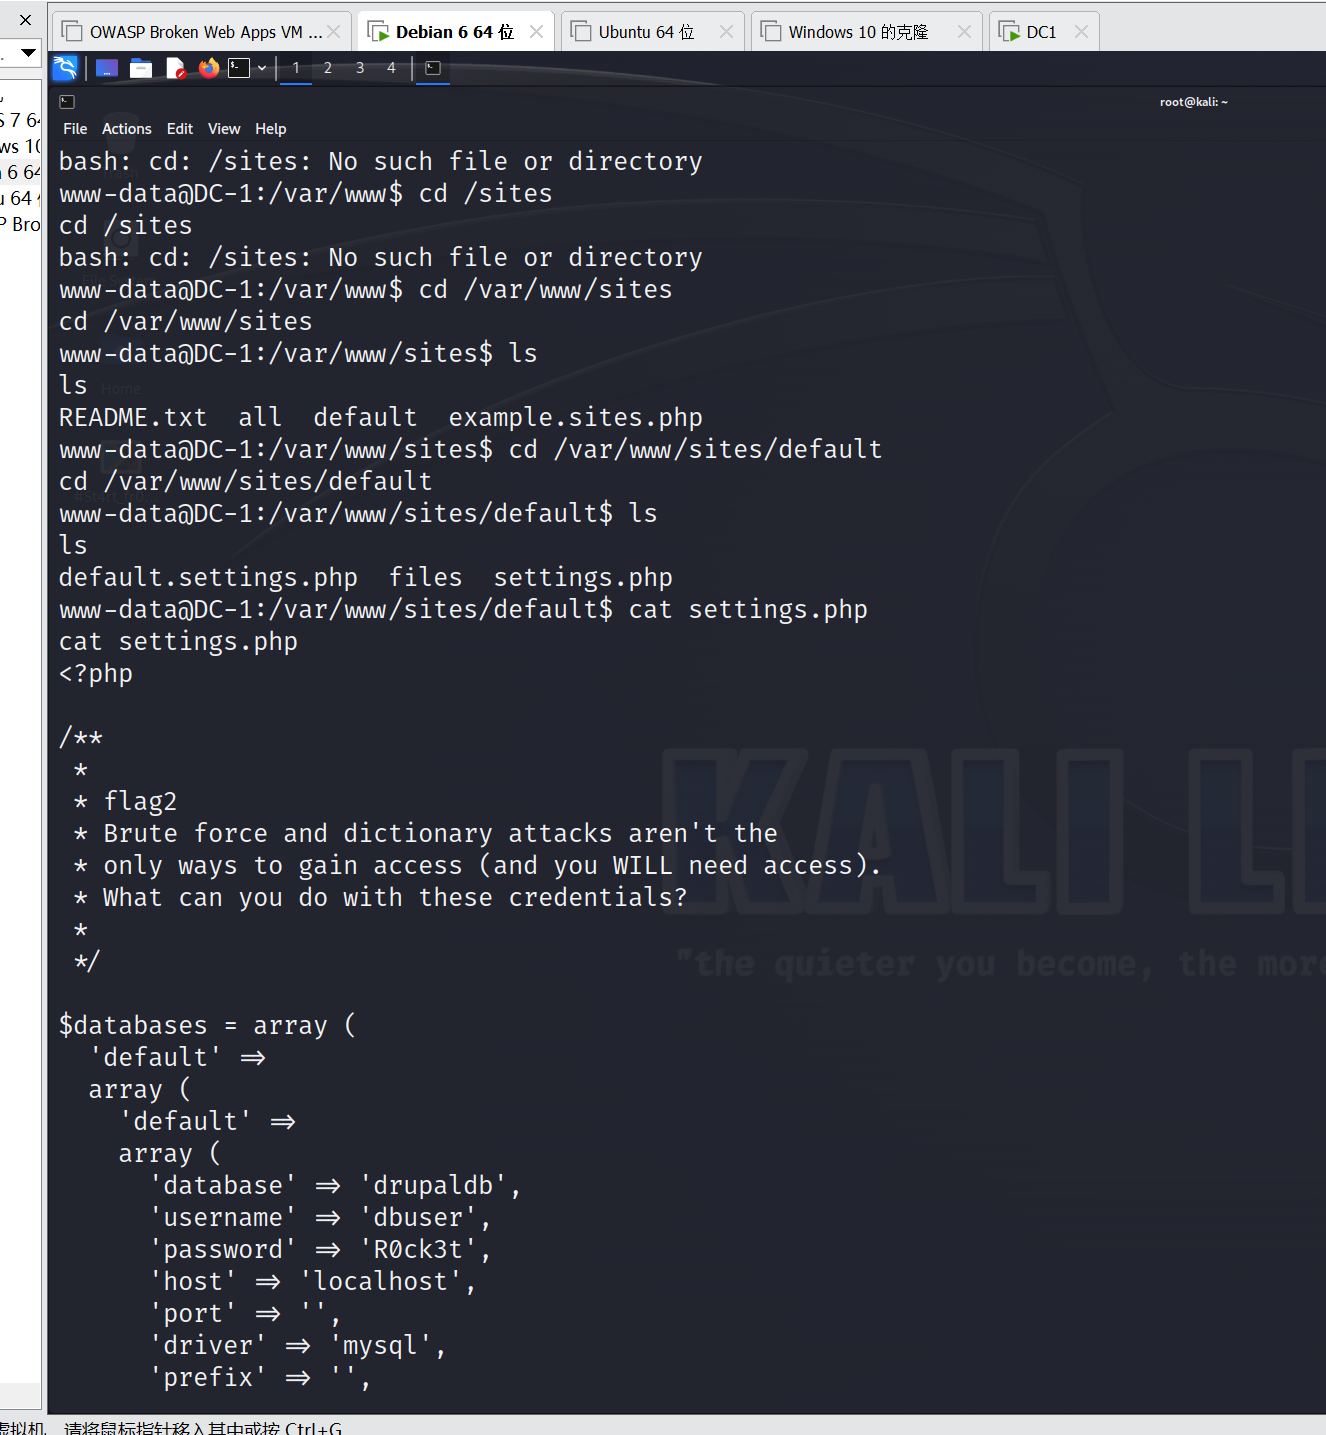 OWASP Broken Web Apps VM ...
Debian 6 64 位
Ubuntu 64 位
Windows 10 的克隆
DC1
1 2 3 4
root@kali: ~
File Actions Edit View Help
bash: cd: /sites: No such file or directory
www-data@DC-1:/var/www$ cd /sites
cd /sites
bash: cd: /sites: No such file or directory
www-data@DC-1:/var/www$ cd /var/www/sites
cd /var/www/sites
www-data@DC-1:/var/www/sites$ ls
ls
README.txt  all  default  example.sites.php
www-data@DC-1:/var/www/sites$ cd /var/www/sites/default
cd /var/www/sites/default
www-data@DC-1:/var/www/sites/default$ ls
ls
default.settings.php  files  settings.php
www-data@DC-1:/var/www/sites/default$ cat settings.php
cat settings.php
<?php
/**
 *
 * flag2
 * Brute force and dictionary attacks aren't the
 * only ways to gain access (and you WILL need access).
 * What can you do with these credentials?
 *
 */
$databases = array (
  'default' =>
  array (
    'default' =>
    array (
      'database' => 'drupaldb',
      'username' => 'dbuser',
      'password' => 'R0ck3t',
      'host' => 'localhost',
      'port' => '',
      'driver' => 'mysql',
      'prefix' => '',
S 7 64
ws 10
6 64
u 64
P Bro
Home
KALI LI
"the quieter you become, the more
虚拟机，请将鼠标指针移入其中或按 Ctrl+G